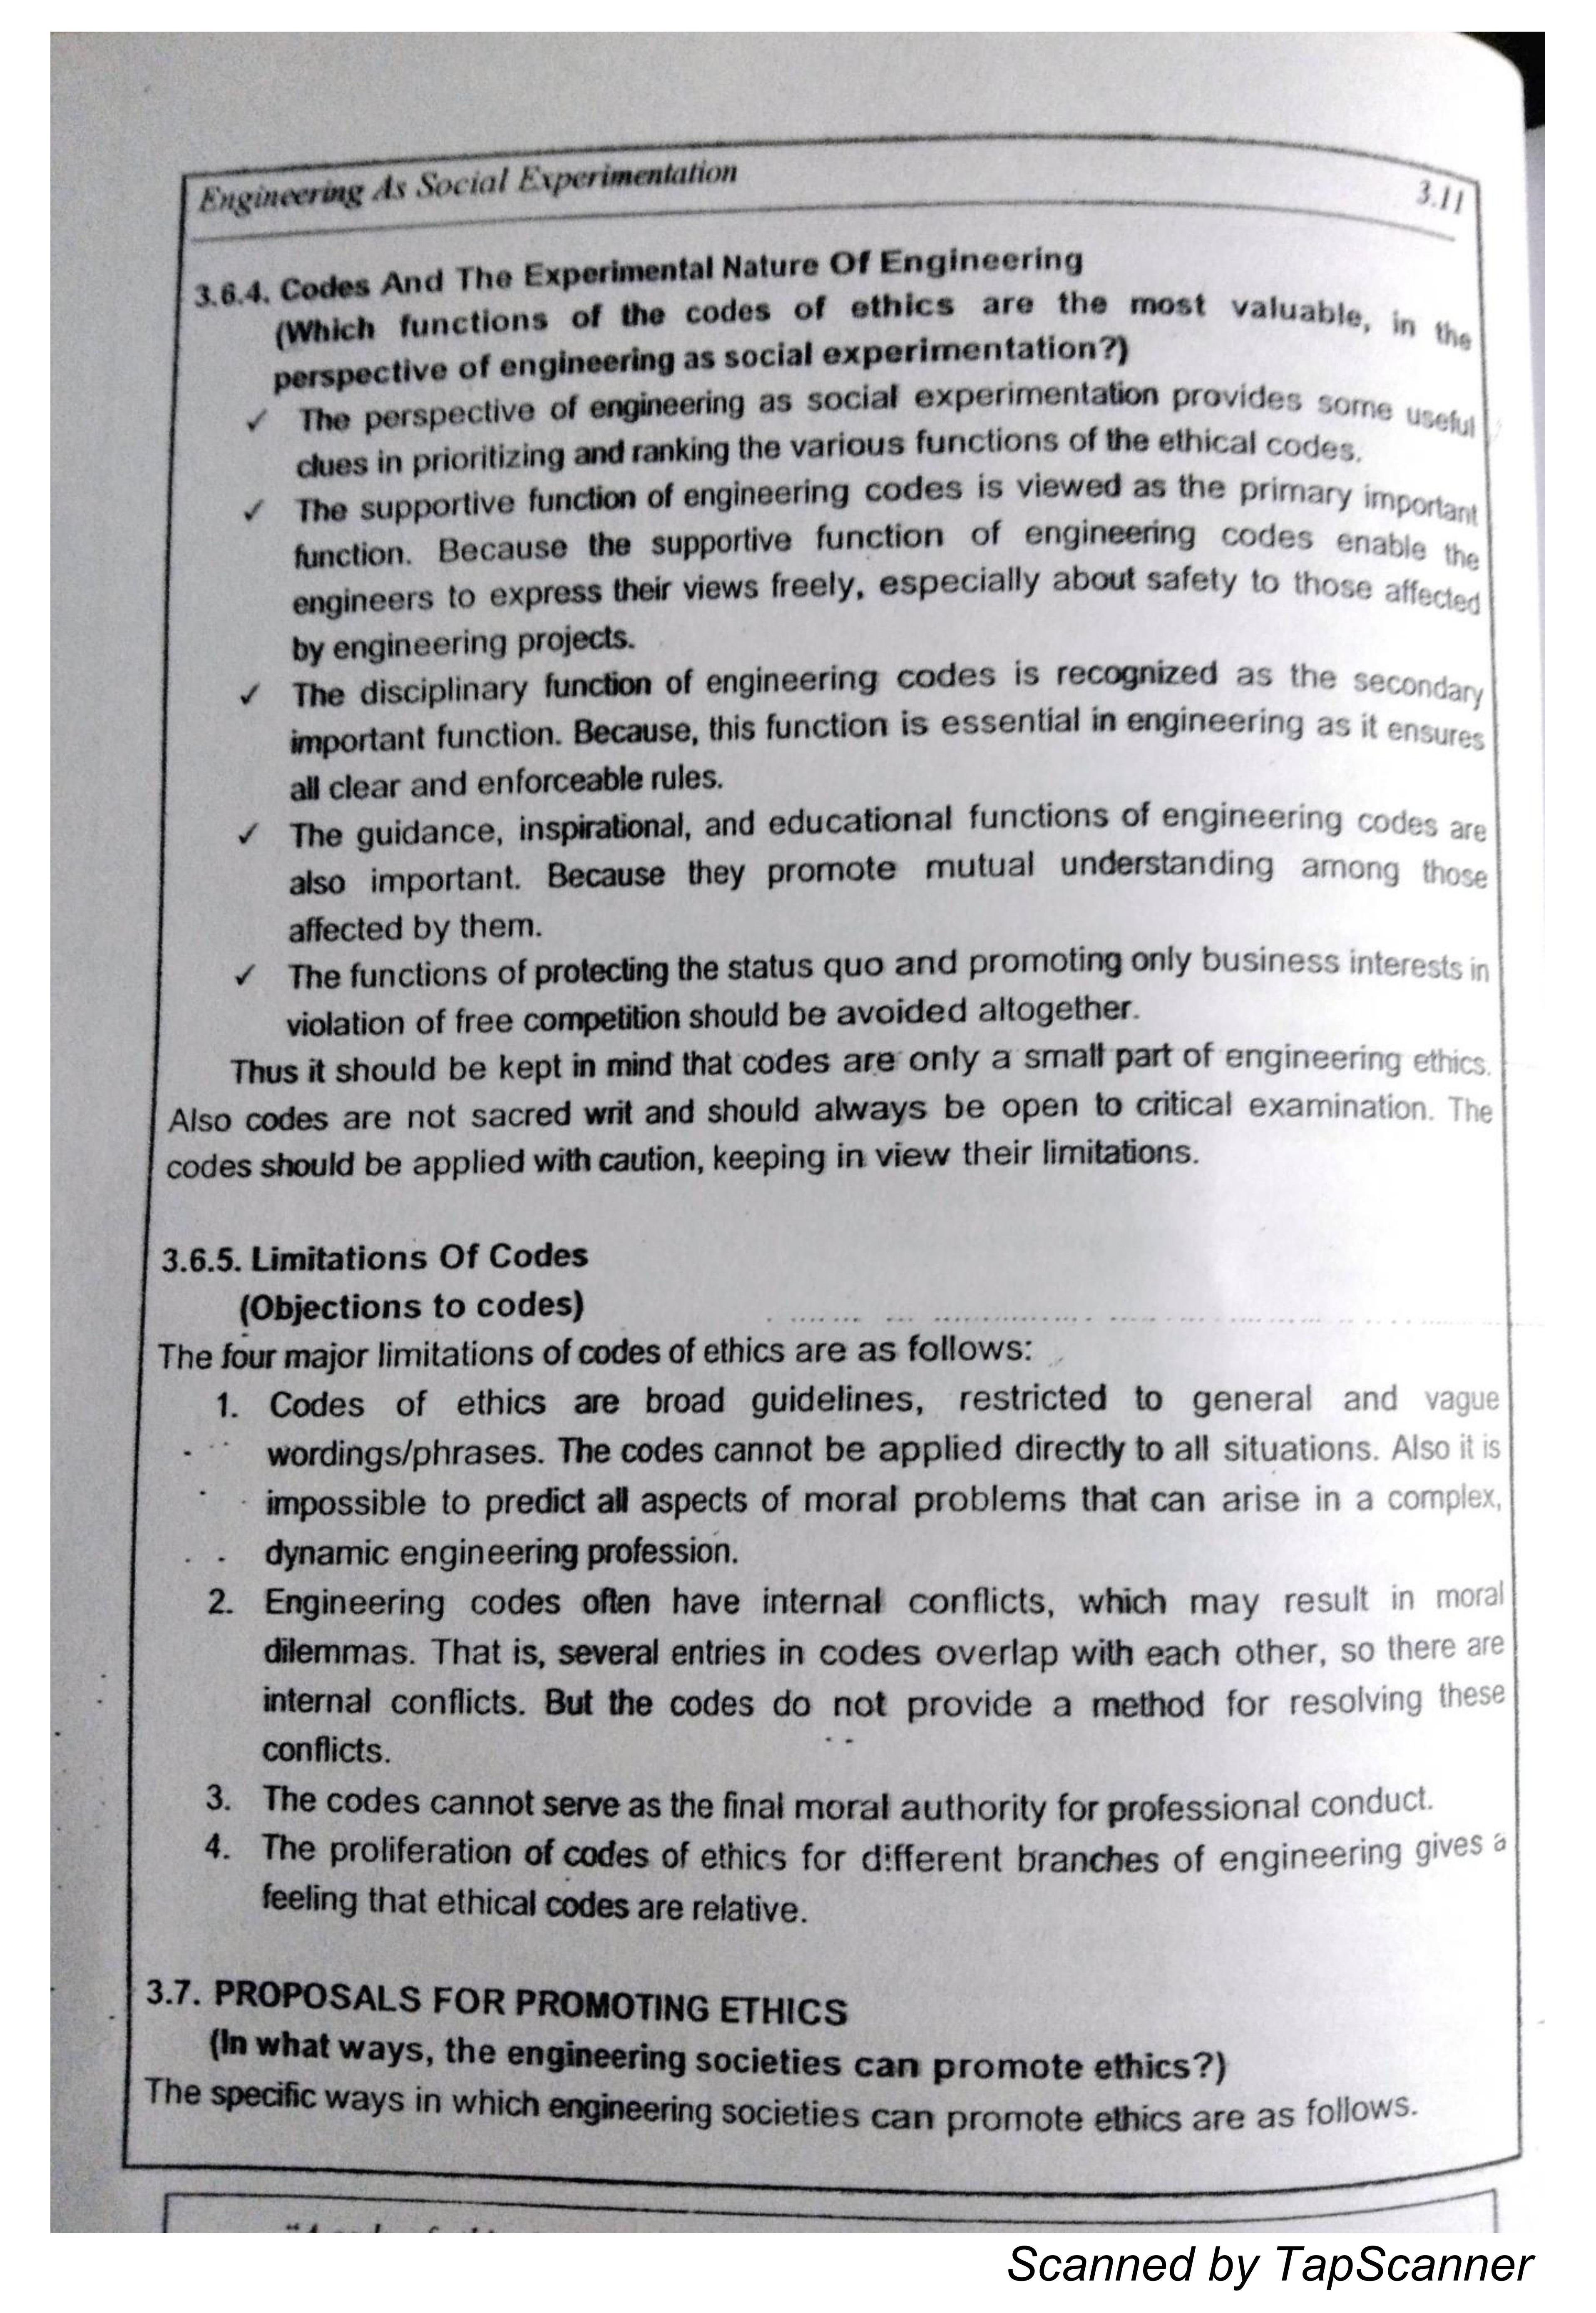 Engineering As Social Experimentation 3.11
3.6.4. Codes And The Experimental Nature Of Engineering
(Which functions of the codes of ethics are the most valuable, in the
perspective of engineering as social experimentation?)
✓ The perspective of engineering as social experimentation provides some useful
clues in prioritizing and ranking the various functions of the ethical codes.
✓ The supportive function of engineering codes is viewed as the primary important
function. Because the supportive function of engineering codes enable the
engineers to express their views freely, especially about safety to those affected
by engineering projects.
✓ The disciplinary function of engineering codes is recognized as the secondary
important function. Because, this function is essential in engineering as it ensures
all clear and enforceable rules.
✓ The guidance, inspirational, and educational functions of engineering codes are
also important. Because they promote mutual understanding among those
affected by them.
✓ The functions of protecting the status quo and promoting only business interests in
violation of free competition should be avoided altogether.
Thus it should be kept in mind that codes are only a small part of engineering ethics.
Also codes are not sacred writ and should always be open to critical examination. The
codes should be applied with caution, keeping in view their limitations.
3.6.5. Limitations Of Codes
(Objections to codes)
The four major limitations of codes of ethics are as follows:
1. Codes of ethics are broad guidelines, restricted to general and vague
wordings/phrases. The codes cannot be applied directly to all situations. Also it is
impossible to predict all aspects of moral problems that can arise in a complex,
dynamic engineering profession.
2. Engineering codes often have internal conflicts, which may result in moral
dilemmas. That is, several entries in codes overlap with each other, so there are
internal conflicts. But the codes do not provide a method for resolving these
conflicts.
3. The codes cannot serve as the final moral authority for professional conduct.
4. The proliferation of codes of ethics for different branches of engineering gives a
feeling that ethical codes are relative.
3.7. PROPOSALS FOR PROMOTING ETHICS
(In what ways, the engineering societies can promote ethics?)
The specific ways in which engineering societies can promote ethics are as follows.
Scanned by TapScanner